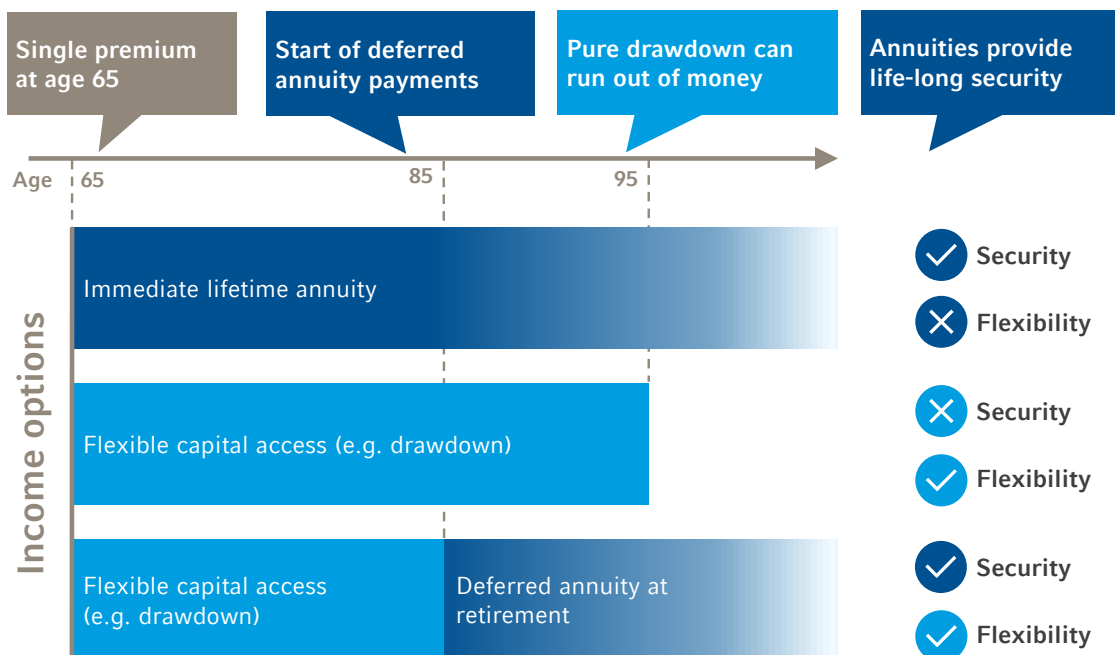 Single premium
at age 65
Start of deferred
annuity payments
Pure drawdown can
run out of money
Annuities provide
life-long security
Age
65
85
95
Income options
Immediate lifetime annuity
Security
Flexibility
Flexible capital access (e.g. drawdown)
Security
Flexibility
Flexible capital access
(e.g. drawdown)
Deferred annuity at
retirement
Security
Flexibility